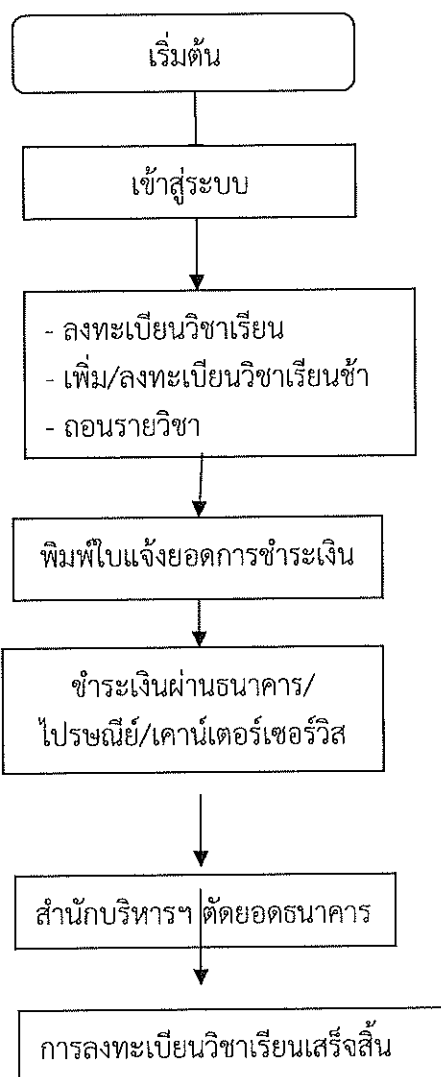 เริ่มต้น
เข้าสู่ระบบ
- ลงทะเบียนวิชาเรียน
- เพิ่ม/ลงทะเบียนวิชาเรียนช้า
- ถอนรายวิชา
พิมพ์ใบแจ้งยอดการชำระเงิน
ชำระเงินผ่านธนาคาร/
ไปรษณีย์/เคาน์เตอร์เซอร์วิส
สำนักบริหารฯ ตัดยอดธนาคาร
การลงทะเบียนวิชาเรียนเสร็จสิ้น